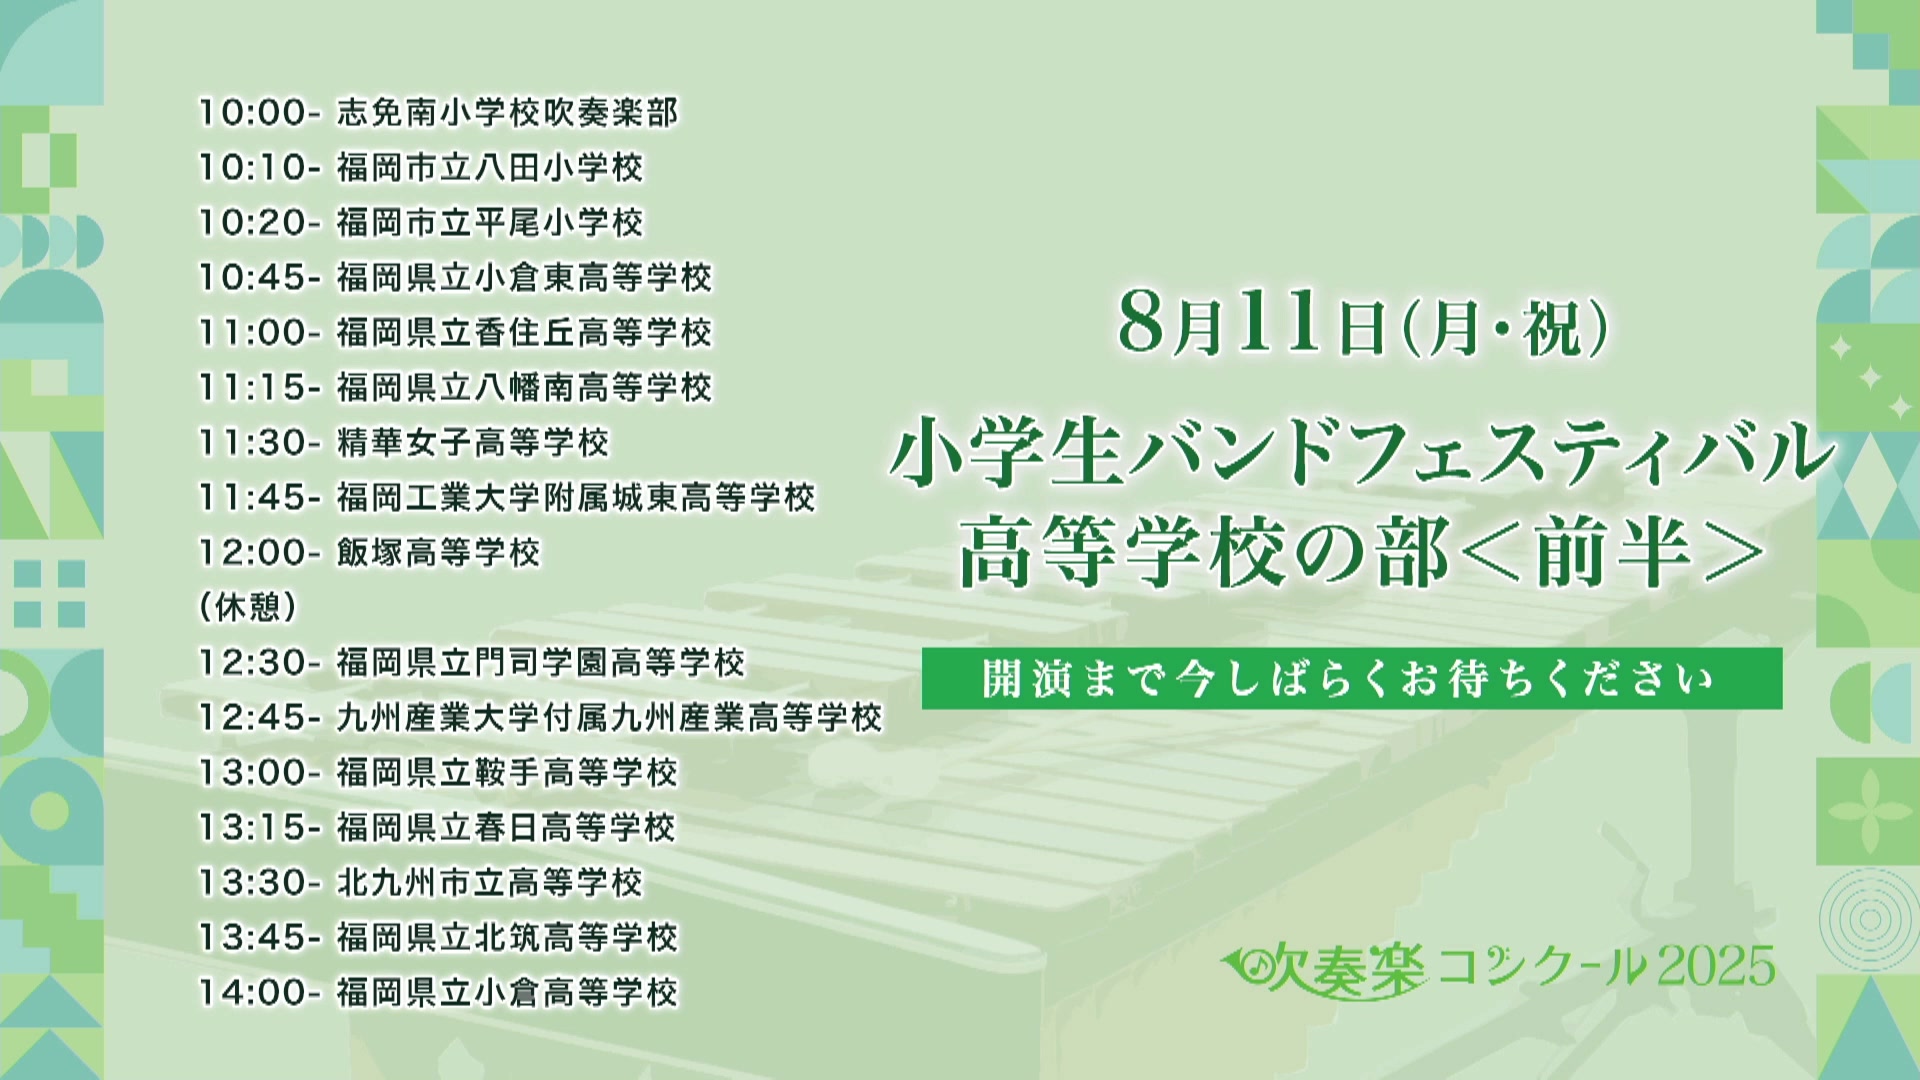 10:00- 志免南小学校吹奏楽部
10:10- 福岡市立八田小学校
10:20- 福岡市立平尾小学校
10:45- 福岡県立小倉東高等学校
11:00- 福岡県立香住丘高等学校
11:15- 福岡県立八幡南高等学校
11:30- 精華女子高等学校
11:45- 福岡工業大学附属城東高等学校
12:00- 飯塚高等学校
(休憩)
12:30- 福岡県立門司学園高等学校
12:45- 九州産業大学付属九州産業高等学校
13:00- 福岡県立鞍手高等学校
13:15- 福岡県立春日高等学校
13:30- 北九州市立高等学校
13:45- 福岡県立北筑高等学校
14:00- 福岡県立小倉高等学校
8月11日(月・祝)
小学生バンドフェスティバル
高等学校の部＜前半＞
開演まで今しばらくお待ちください
吹奏楽コンクール2025